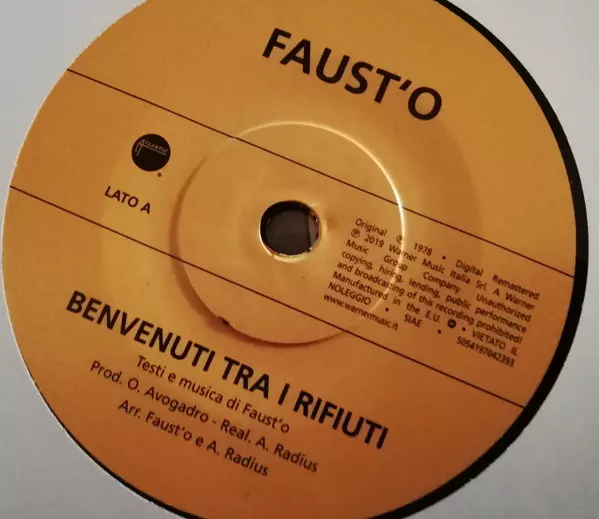 FAUST'O
ATLANTIC
LATO A
Original ℗ 1978 • Digital Remastered
℗ 2019 Warner Music Italia Srl. A Warner
Music Group Company Unauthorized
copying, hiring, lending, public performance
and broadcasting of this recording prohibited!
Manufactured in the E.U. • VIETATO IL
NOLEGGIO • SIAE • 5054197042393
www.warnermusic.it
BENVENUTI TRA I RIFIUTI
Testi e musica di Faust'o
Prod. O. Avogadro - Real. A. Radius
Arr. Faust'o e A. Radius